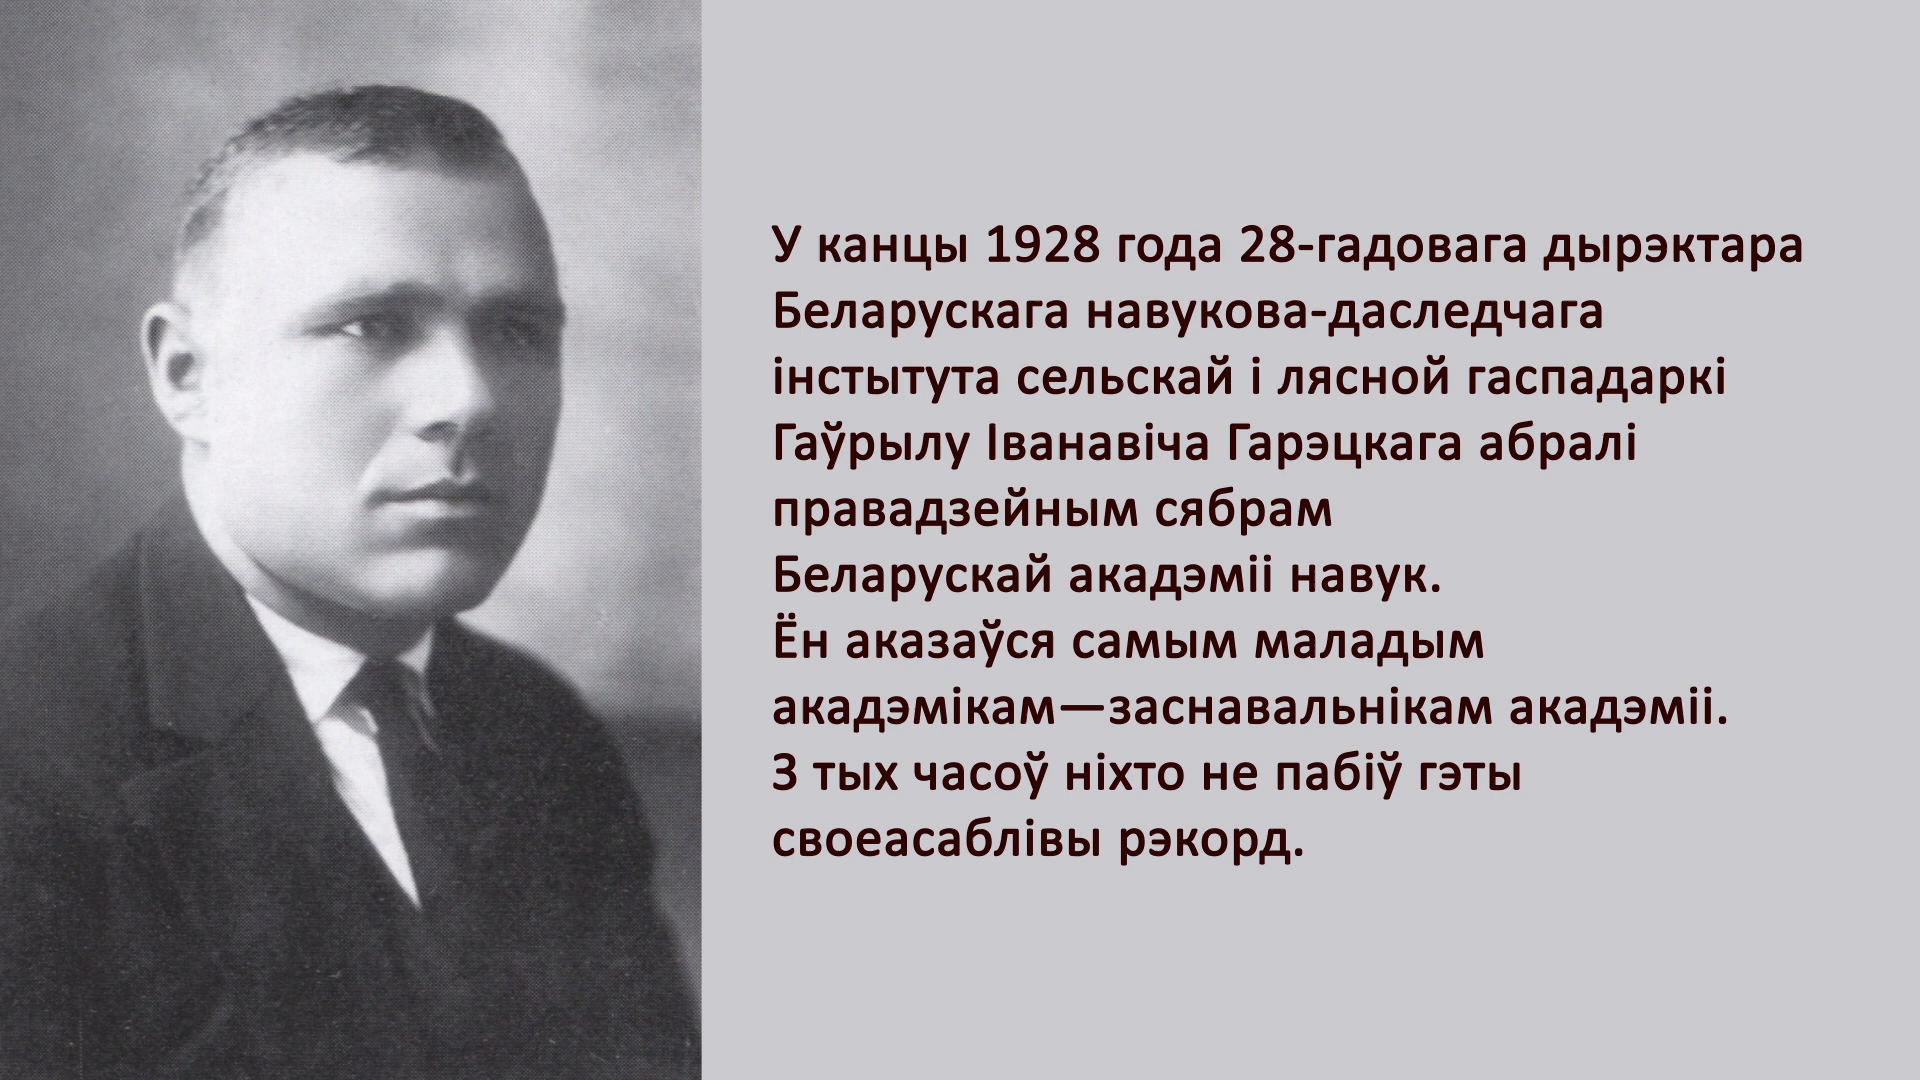 У канцы 1928 года 28-гадовага дырэктара
Беларускага навукова-даследчага
інстытута сельскай і лясной гаспадаркі
Гаўрылу Іванавіча Гарэцкага абралі
правадзейным сябрам
Беларускай акадэміі навук.
Ён аказаўся самым маладым
акадэмікам—заснавальнікам акадэміі.
З тых часоў ніхто не пабіў гэты
своеасаблівы рэкорд.